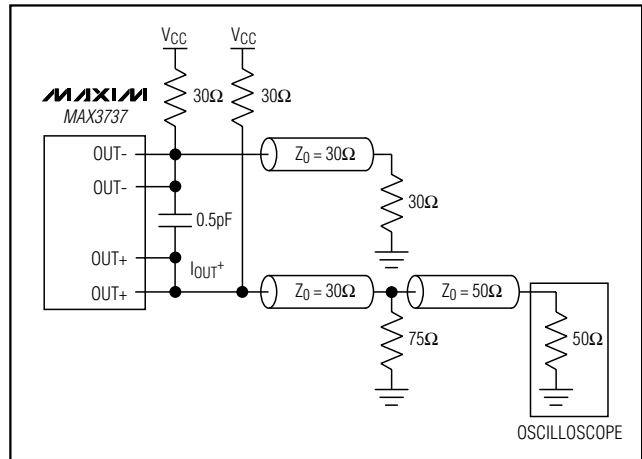 VCC VCC
30Ω 30Ω
MAXIM
MAX3737
OUT-
Z0 = 30Ω
OUT-
30Ω
0.5pF
OUT+
IOUT+
OUT+
Z0 = 30Ω
Z0 = 50Ω
75Ω
50Ω
OSCILLOSCOPE